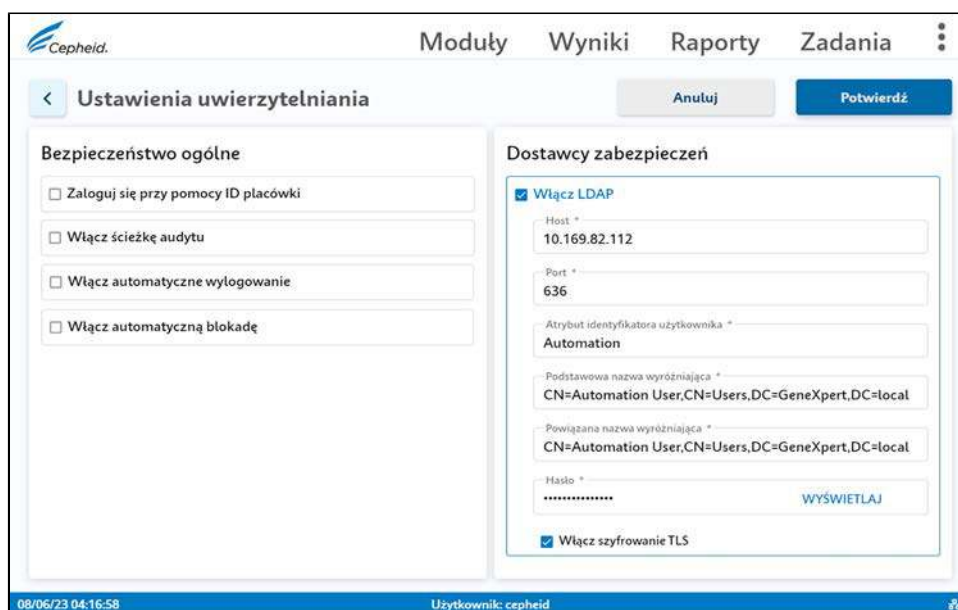 Cepheid.
Moduły Wyniki Raporty Zadania
Ustawienia uwierzytelniania
Anuluj
Potwierdź
Bezpieczeństwo ogólne
Zaloguj się przy pomocy ID placówki
Włącz ścieżkę audytu
Włącz automatyczne wylogowanie
Włącz automatyczną blokadę
Dostawcy zabezpieczeń
Włącz LDAP
Host *
10.169.82.112
Port *
636
Atrybut identyfikatora użytkownika *
Automation
Podstawowa nazwa wyróżniająca *
CN=Automation User,CN=Users,DC=GeneXpert,DC=local
Powiązana nazwa wyróżniająca *
CN=Automation User,CN=Users,DC=GeneXpert,DC=local
Hasło *
•••••••••••••••
WYŚWIETLAJ
Włącz szyfrowanie TLS
08/06/23 04:16:58
Użytkownik: cepheid